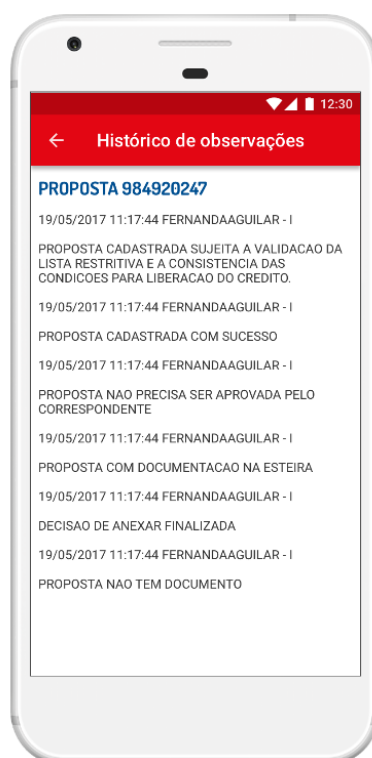 12:30
Histórico de observações
PROPOSTA 984920247
19/05/2017 11:17:44 FERNANDAAGUILAR - I
PROPOSTA CADASTRADA SUJEITA A VALIDACAO DA
LISTA RESTRITIVA E A CONSISTENCIA DAS
CONDICOES PARA LIBERACAO DO CREDITO.
19/05/2017 11:17:44 FERNANDAAGUILAR - I
PROPOSTA CADASTRADA COM SUCESSO
19/05/2017 11:17:44 FERNANDAAGUILAR - I
PROPOSTA NAO PRECISA SER APROVADA PELO
CORRESPONDENTE
19/05/2017 11:17:44 FERNANDAAGUILAR - I
PROPOSTA COM DOCUMENTACAO NA ESTEIRA
19/05/2017 11:17:44 FERNANDAAGUILAR - I
DECISAO DE ANEXAR FINALIZADA
19/05/2017 11:17:44 FERNANDAAGUILAR - I
PROPOSTA NAO TEM DOCUMENTO